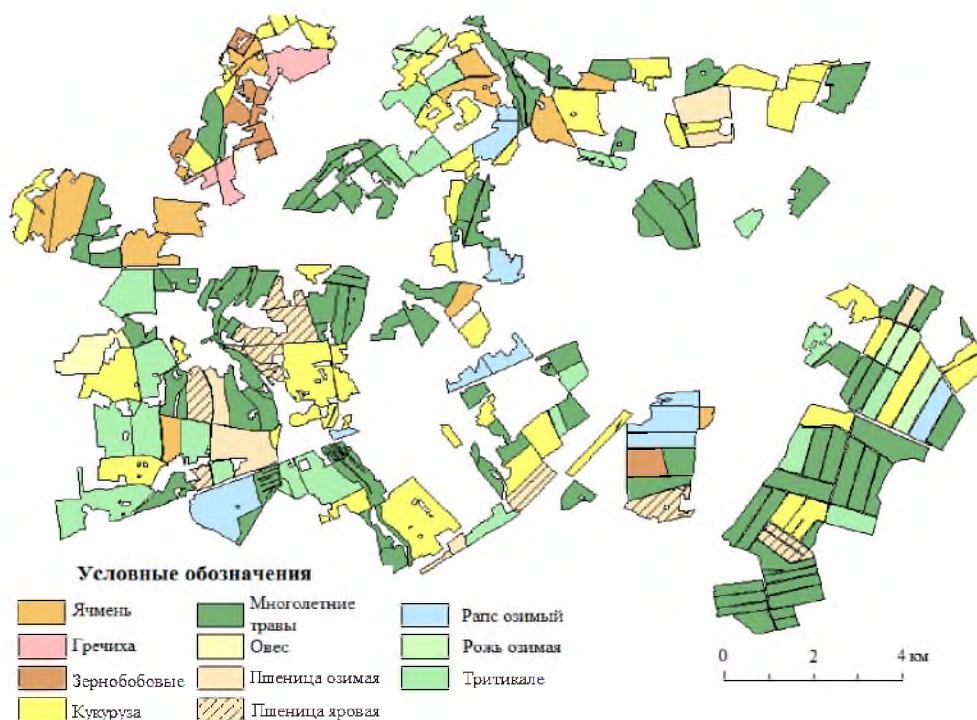 Условные обозначения
Ячмень
Гречиха
Зернобобовые
Кукуруза
Многолетние
травы
Овес
Пшеница озимая
Пшеница яровая
Рапс озимый
Рожь озимая
Тритикале
0 2 4 км